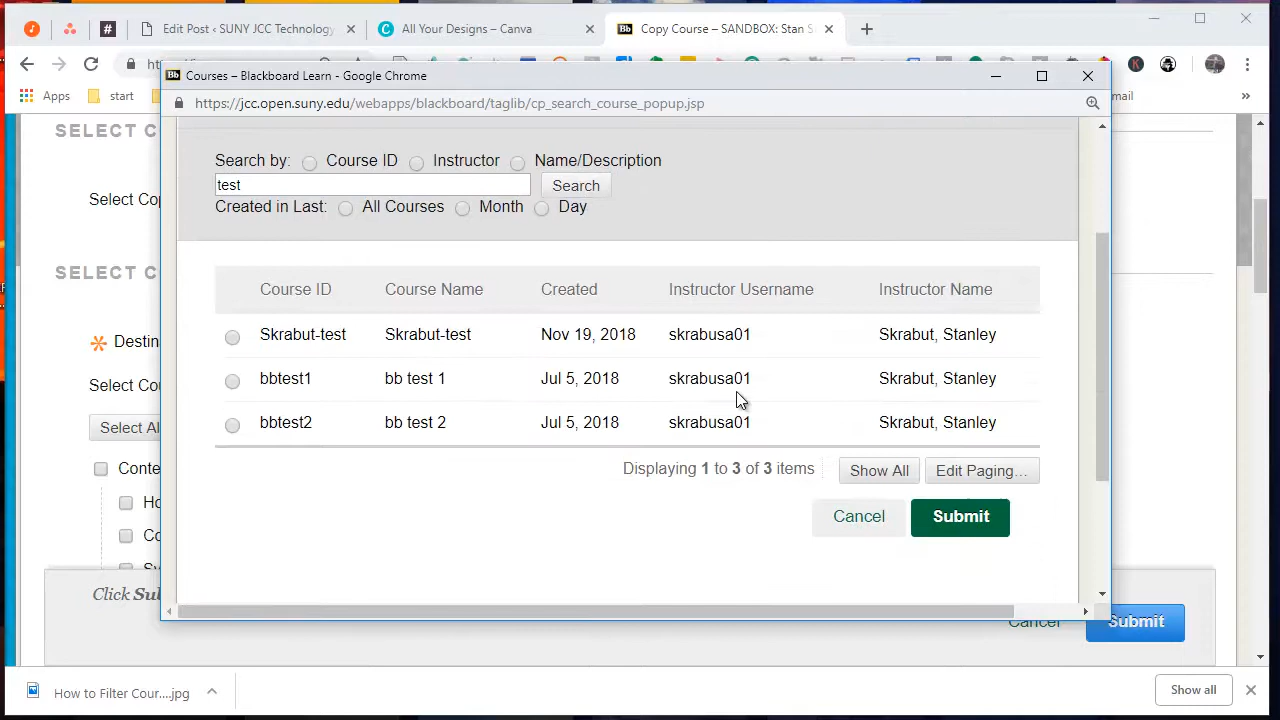 Edit Post ‹ SUNY JCC Technology
All Your Designs – Canva
Bb Copy Course – SANDBOX: Stan S
Bb Courses – Blackboard Learn - Google Chrome
https://jcc.open.suny.edu/webapps/blackboard/taglib/cp_search_course_popup.jsp
Apps start
SELECT C
Select Cop
SELECT C
Destina
Select Cou
Select All
Conte
Ho
Co
Click Sub
Search by: Course ID Instructor Name/Description
test Search
Created in Last: All Courses Month Day
Course ID Course Name Created Instructor Username Instructor Name
Skrabut-test Skrabut-test Nov 19, 2018 skrabusa01 Skrabut, Stanley
bbtest1 bb test 1 Jul 5, 2018 skrabusa01 Skrabut, Stanley
bbtest2 bb test 2 Jul 5, 2018 skrabusa01 Skrabut, Stanley
Displaying 1 to 3 of 3 items Show All Edit Paging...
Cancel Submit
Cancel Submit
How to Filter Cour....jpg
Show all